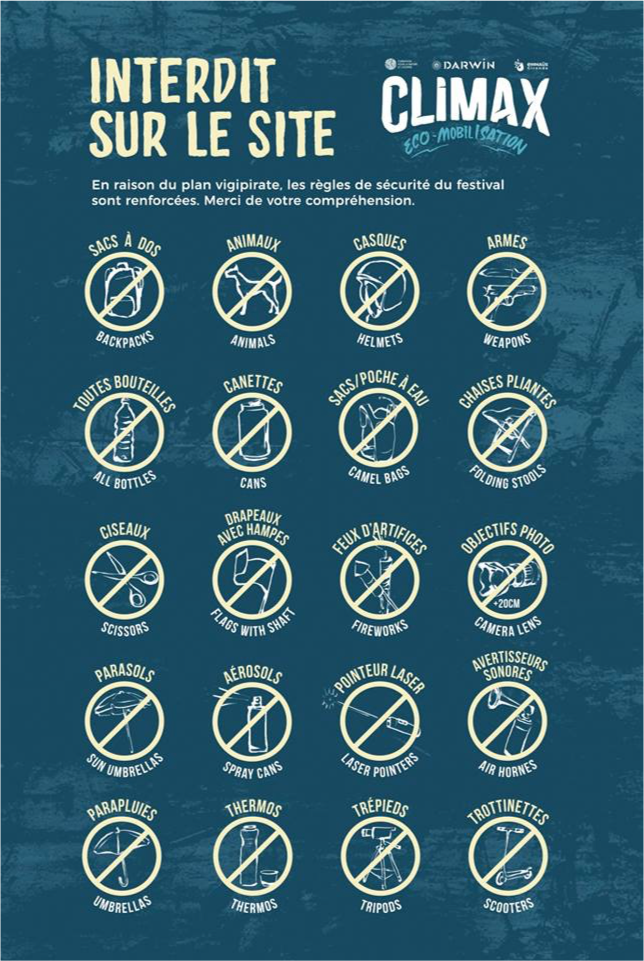 INTERDIT
SUR LE SITE
DARWIN
CLIMAX
ECO-MOBILISATION
En raison du plan vigipirate, les règles de sécurité du festival
sont renforcées. Merci de votre compréhension.
SACS À DOS
BACKPACKS
ANIMAUX
ANIMALS
CASQUES
HELMETS
ARMES
WEAPONS
TOUTES BOUTEILLES
ALL BOTTLES
CANETTES
CANS
SACS/POCHE À EAU
CAMEL BAGS
CHAISES PLIANTES
FOLDING STOOLS
CISEAUX
SCISSORS
DRAPEAUX
AVEC HAMPES
FLAGS WITH SHAFT
FEUX D'ARTIFICES
FIREWORKS
OBJECTIFS PHOTO
+20CM
CAMERA LENS
PARASOLS
SUN UMBRELLAS
AÉROSOLS
SPRAY CANS
POINTEUR LASER
LASER POINTERS
AVERTISSEURS
SONORES
AIR HORNES
PARAPLUIES
UMBRELLAS
THERMOS
THERMOS
TRÉPIEDS
TRIPODS
TROTTINETTES
SCOOTERS